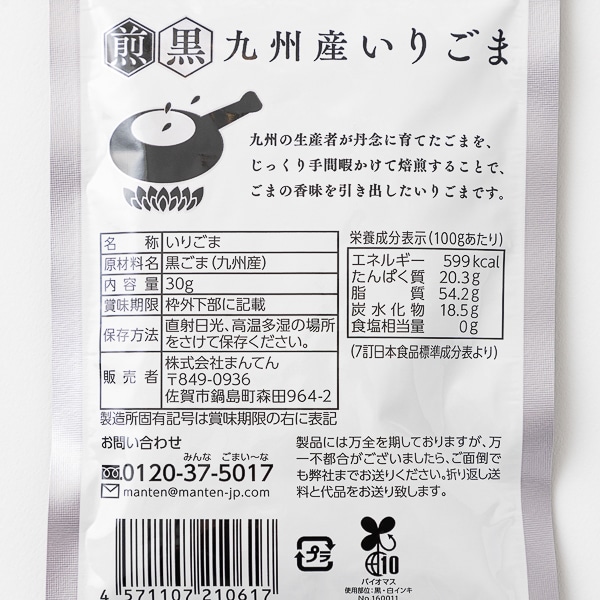 煎 黒 九州産いりごま
九州の生産者が丹念に育てたごまを、
じっくり手間暇かけて焙煎することで、
ごまの香味を引き出したいりごまです。
名称 いりごま
原材料名 黒ごま(九州産)
内容量 30g
賞味期限 枠外下部に記載
保存方法 直射日光、高温多湿の場所
をさけて保存ください。
販売者 株式会社まんてん
〒849-0936
佐賀市鍋島町森田964-2
製造所固有記号は賞味期限の右に表記
栄養成分表示(100gあたり)
エネルギー 599kcal
たんぱく質 20.3g
脂質 54.2g
炭水化物 18.5g
食塩相当量 0g
(7訂日本食品標準成分表より)
お問い合わせ
みんな ごまい~な
0120-37-5017
manten@manten-jp.com
製品には万全を期しておりますが、万
一不都合がございましたら、ご面倒で
も弊社までお送りください。折り返し送
料と代品をお送り致します。
4 571107 210617
プラ
10
バイオマス
使用部位:黒・白インキ
No.160011